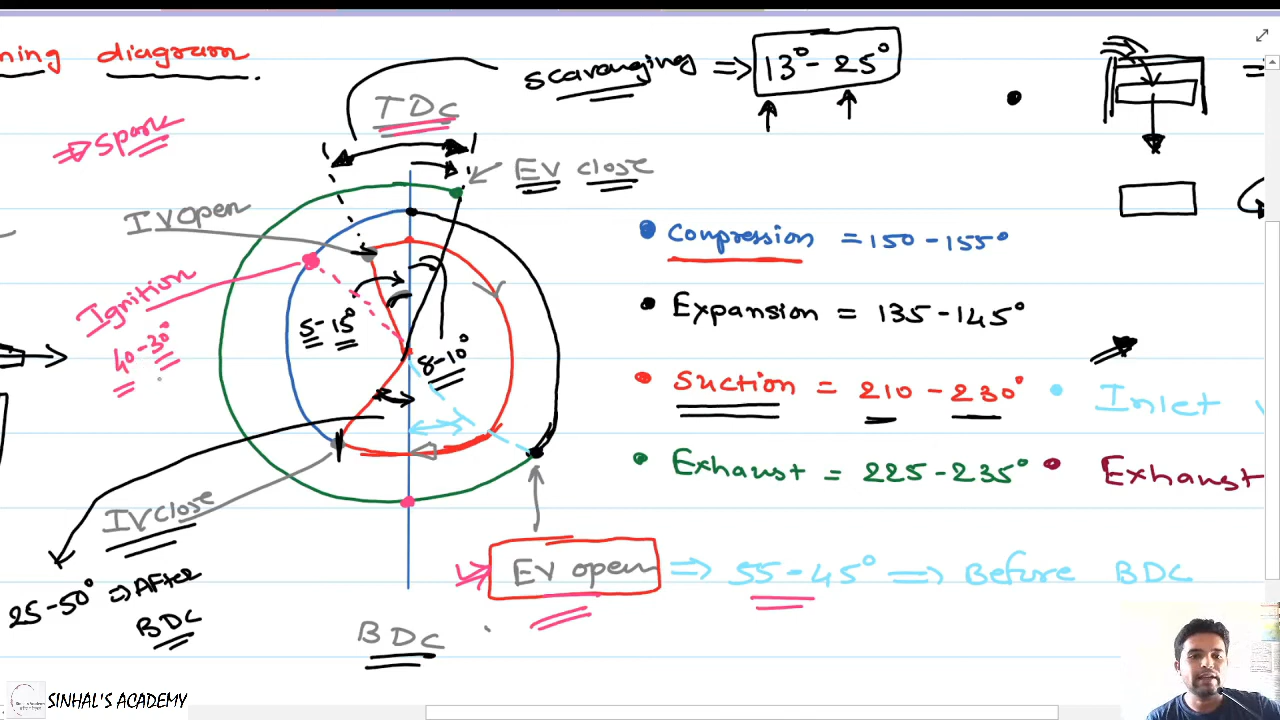 ning diagram
Scavanging ⇒ 13° - 25°
TDC
⇒ Spark
EV close
IV open
Compression = 150 - 155°
Ignition
40-30°
5-15°
8-10°
Expansion = 135 - 145°
Suction = 210 - 230°
Inlet
Exhaust = 225 - 235°
Exhaust
IV close
EV open ⇒ 55 - 45° ⇒ Before BDC
25-50° ⇒ After
BDC
BDC
SINHAL'S ACADEMY